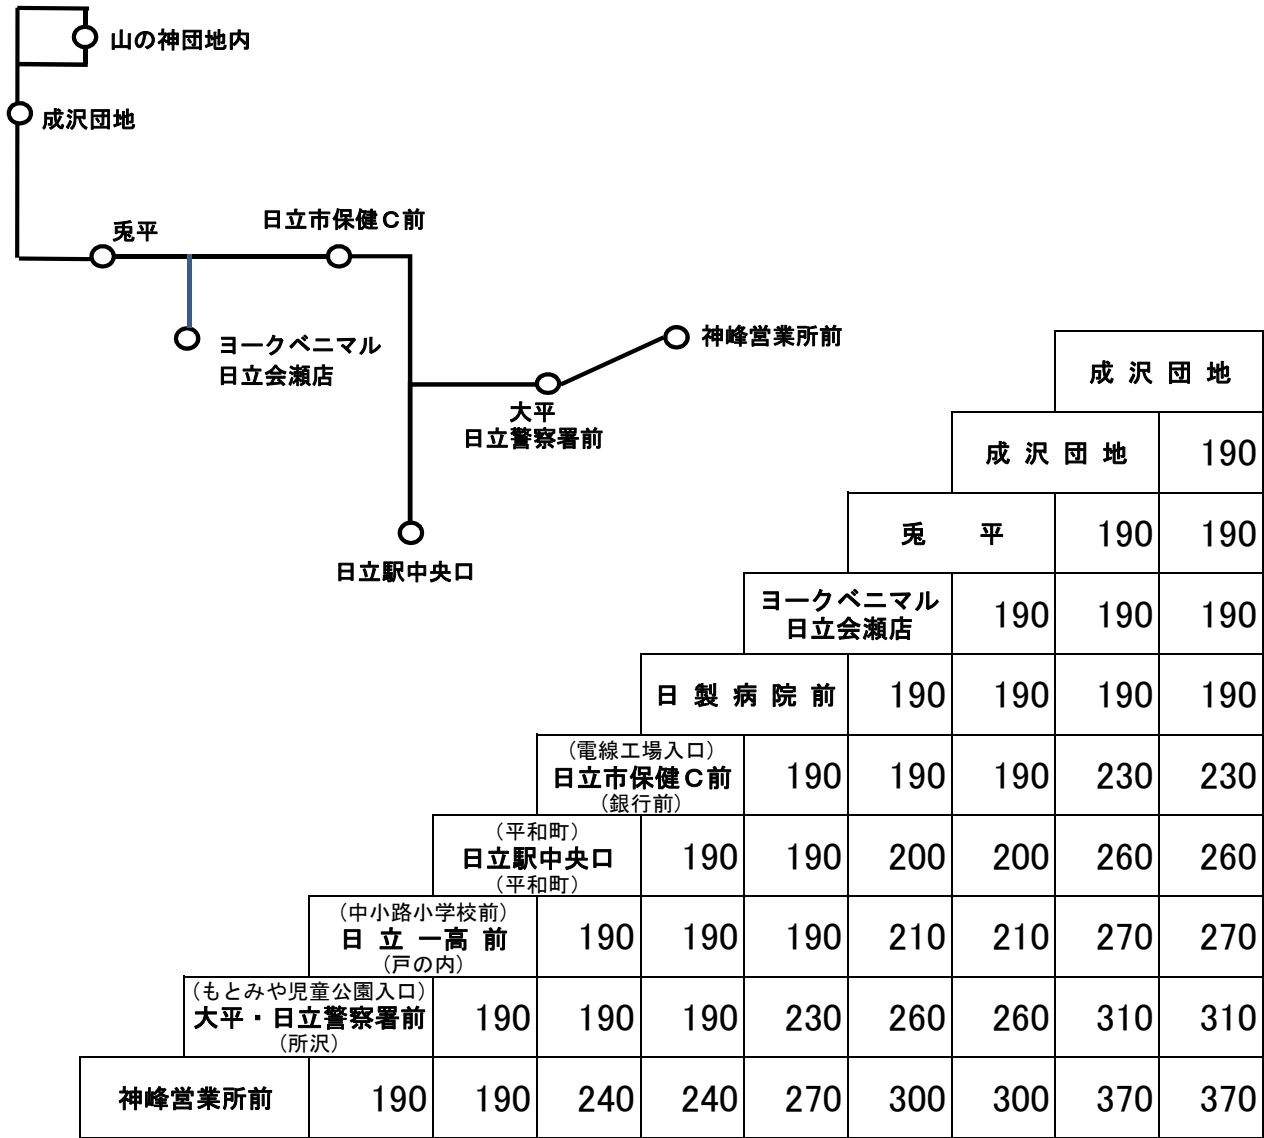 山の神団地内
成沢団地
兎平
日立市保健C前
ヨークベニマル
日立会瀬店
神峰営業所前
大平
日立警察署前
日立駅中央口
成沢団地
成沢団地 190
兎平 190 190
ヨークベニマル
日立会瀬店 190 190 190
日製病院前 190 190 190 190
(電線工場入口)
日立市保健C前 190 190 190 230 230
(銀行前)
(平和町)
日立駅中央口 190 190 200 200 260 260
(平和町)
(中小路小学校前)
日立一高前 190 190 190 210 210 270 270
(戸の内)
(もとみや児童公園入口)
大平・日立警察署前 190 190 190 230 260 260 310 310
(所沢)
神峰営業所前 190 190 240 240 270 300 300 370 370